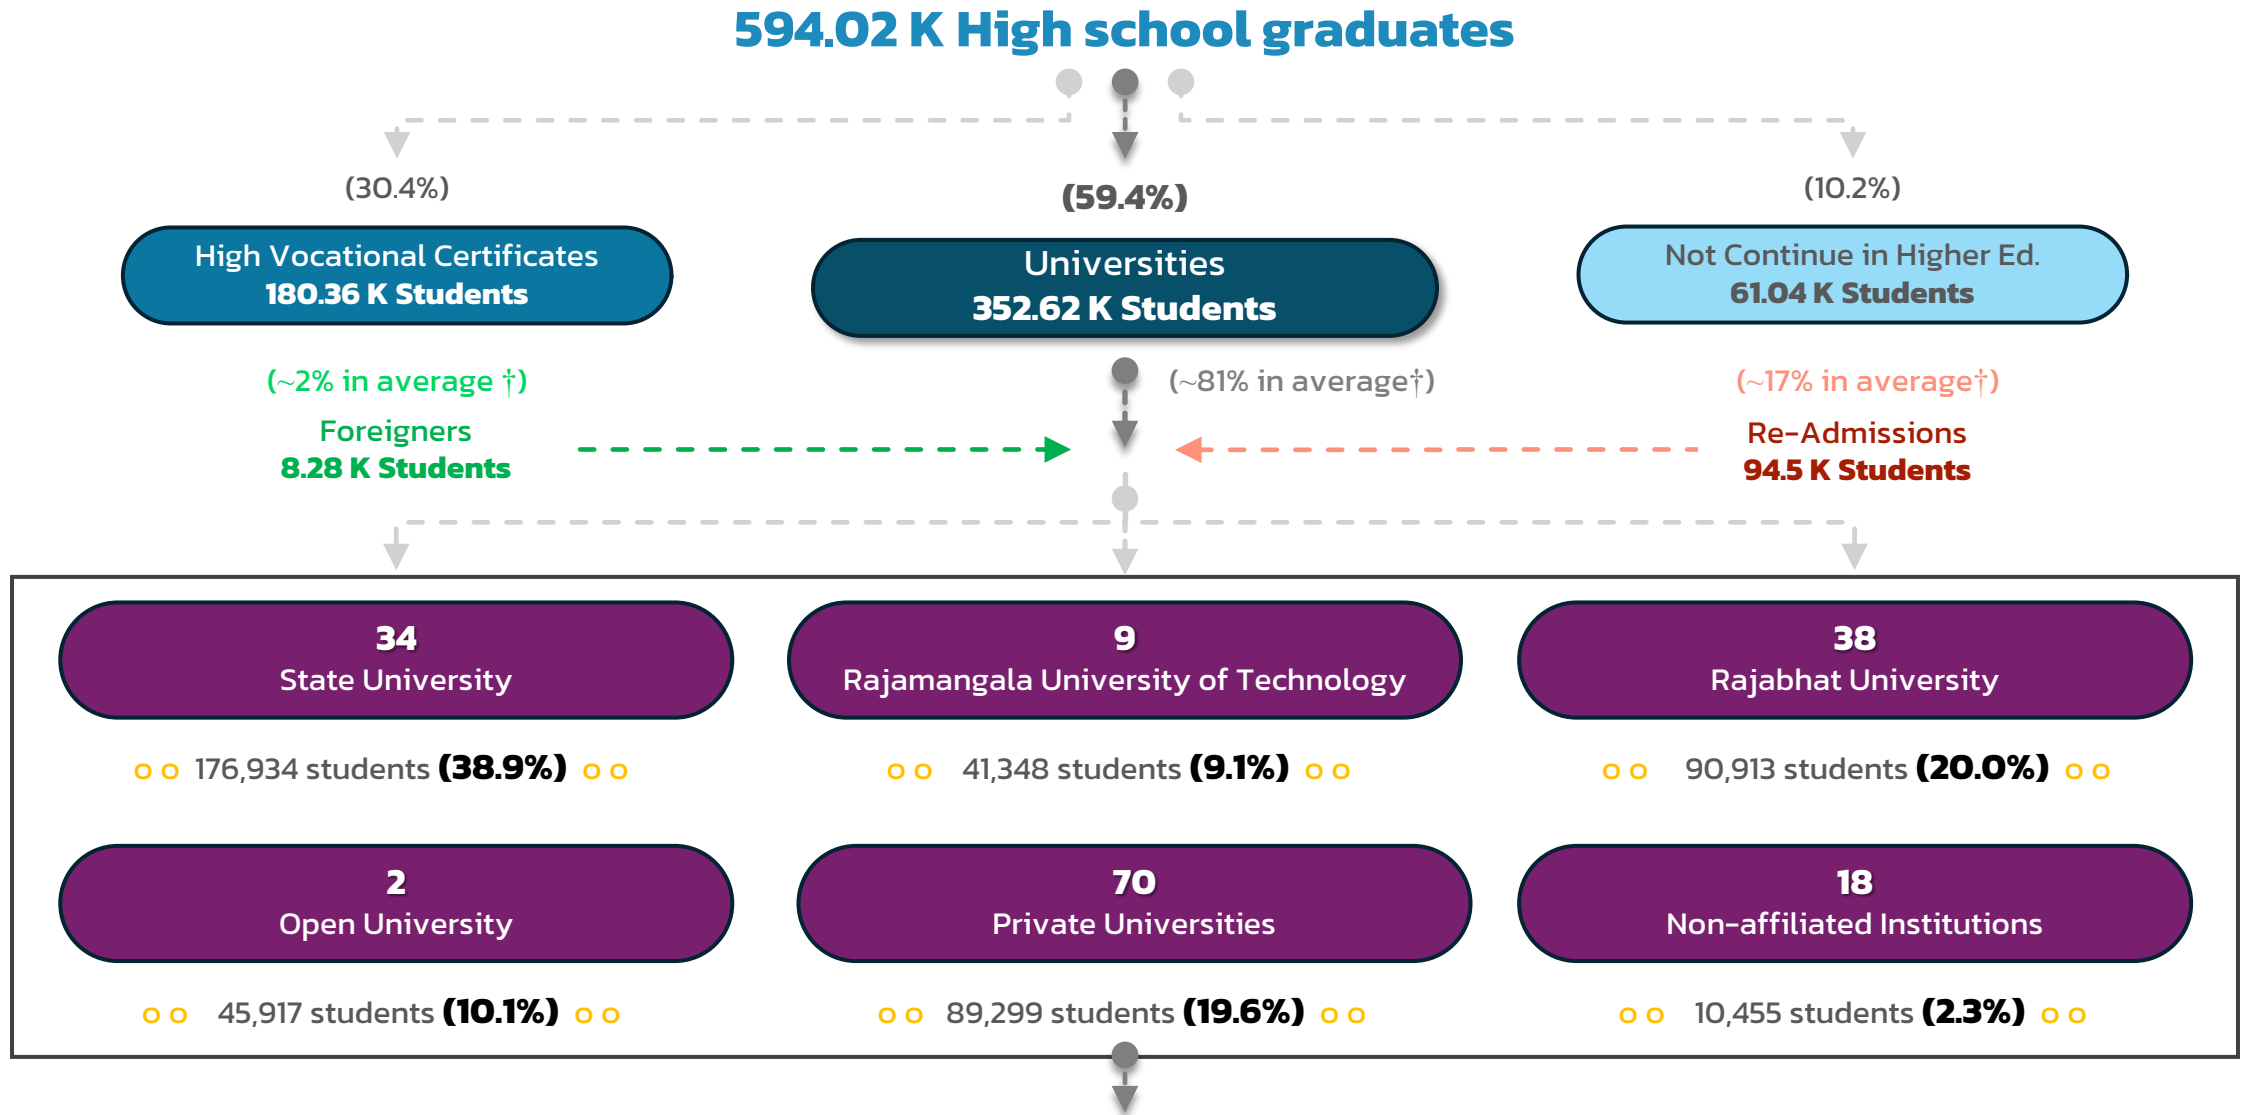 594.02 K High school graduates
(30.4%)
(59.4%)
(10.2%)
High Vocational Certificates
180.36 K Students
Universities
352.62 K Students
Not Continue in Higher Ed.
61.04 K Students
(~2% in average †)
(~81% in average†)
(~17% in average†)
Foreigners
8.28 K Students
Re-Admissions
94.5 K Students
34
State University
9
Rajamangala University of Technology
38
Rajabhat University
176,934 students (38.9%)
41,348 students (9.1%)
90,913 students (20.0%)
2
Open University
70
Private Universities
18
Non-affiliated Institutions
45,917 students (10.1%)
89,299 students (19.6%)
10,455 students (2.3%)